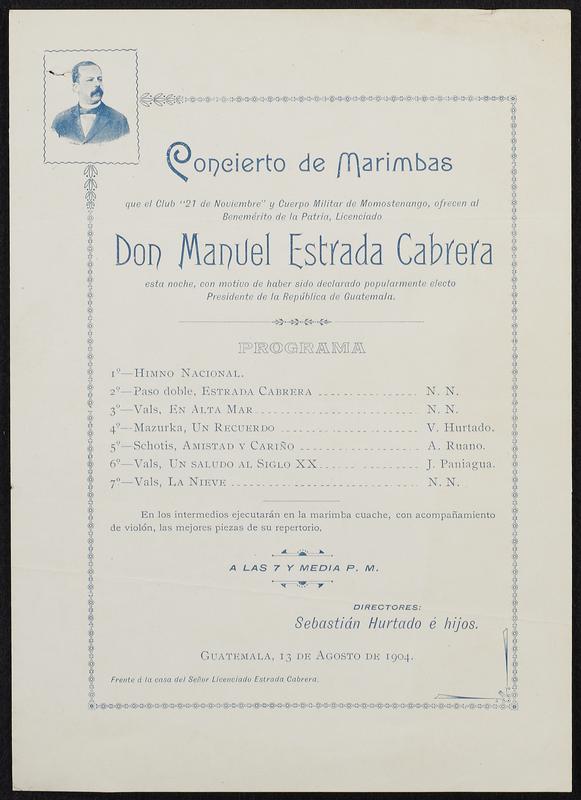 Concierto de Marimbas
que el Club "21 de Noviembre" y Cuerpo Militar de Momostenango, ofrecen al
Benemérito de la Patria, Licenciado
Don Manuel Estrada Cabrera
esta noche, con motivo de haber sido declarado popularmente electo
Presidente de la República de Guatemala.
PROGRAMA
1º—HIMNO NACIONAL.
2º—Paso doble, ESTRADA CABRERA N. N.
3º—Vals, EN ALTA MAR N. N.
4º—Mazurka, UN RECUERDO V. Hurtado.
5º—Schotis, AMISTAD Y CARIÑO A. Ruano.
6º—Vals, UN SALUDO AL SIGLO XX J. Paniagua.
7º—Vals, LA NIEVE N. N.
En los intermedios ejecutarán en la marimba cuache, con acompañamiento
de violón, las mejores piezas de su repertorio.
A LAS 7 Y MEDIA P. M.
DIRECTORES:
Sebastián Hurtado é hijos.
GUATEMALA, 13 DE AGOSTO DE 1904.
Frente á la casa del Señor Licenciado Estrada Cabrera.